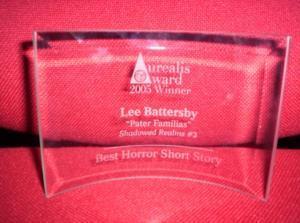 Aurealis
Award
2005 Winner
Lee Battersby
"Pater Familias"
Shadowed Realms #3
Best Horror Short Story